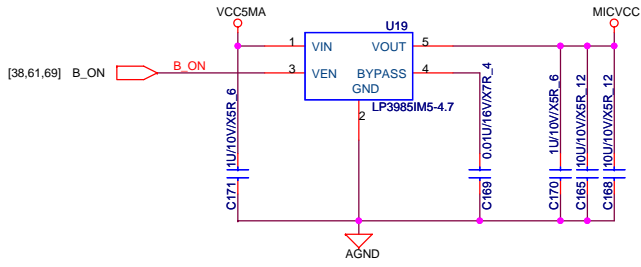 VCC5MA
U19
MICVCC
1
VIN
VOUT
5
[38,61,69]
B_ON
B_ON
3
VEN
BYPASS
4
GND
LP3985IM5-4.7
2
1U/10V/X5R_6
C171
0.01U/16V/X7R_4
C169
1U/10V/X5R_6
C170
10U/10V/X5R_12
C165
10U/10V/X5R_12
C168
AGND